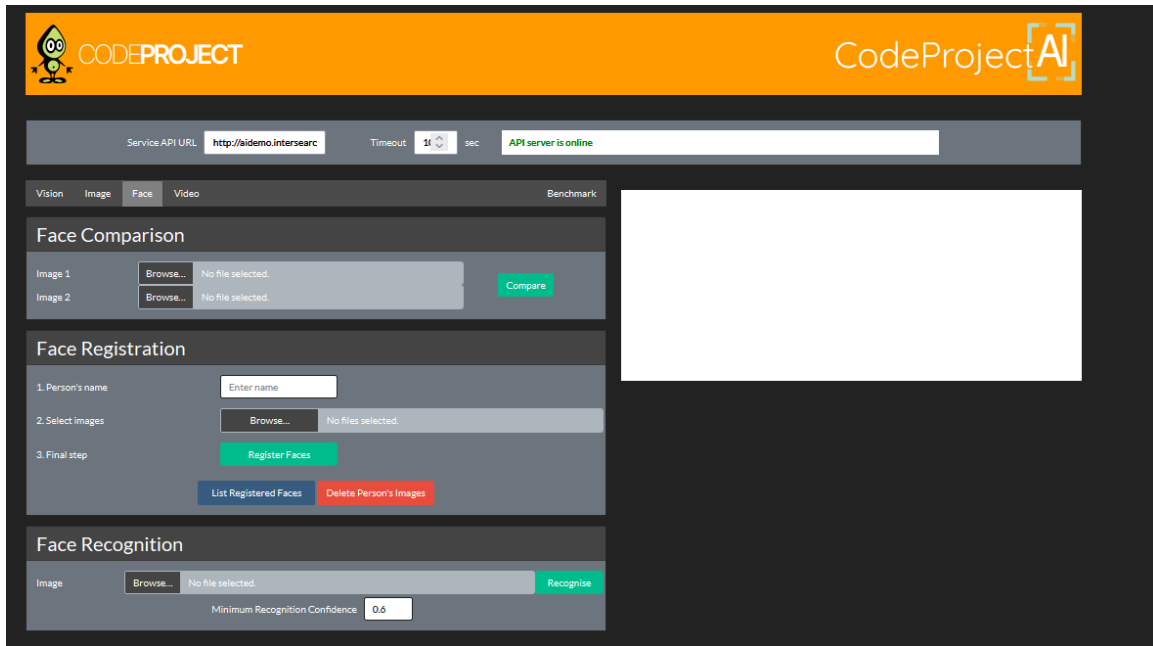 CODEPROJECT
CodeProject AI
Service API URL http://aidemo.intersearc Timeout 10 sec API server is online
Vision Image Face Video Benchmark
Face Comparison
Image 1 Browse... No file selected.
Compare
Image 2 Browse... No file selected.
Face Registration
1. Person's name Enter name
2. Select images Browse... No files selected.
3. Final step Register Faces
List Registered Faces Delete Person's Images
Face Recognition
Image Browse... No file selected. Recognise
Minimum Recognition Confidence 0.6